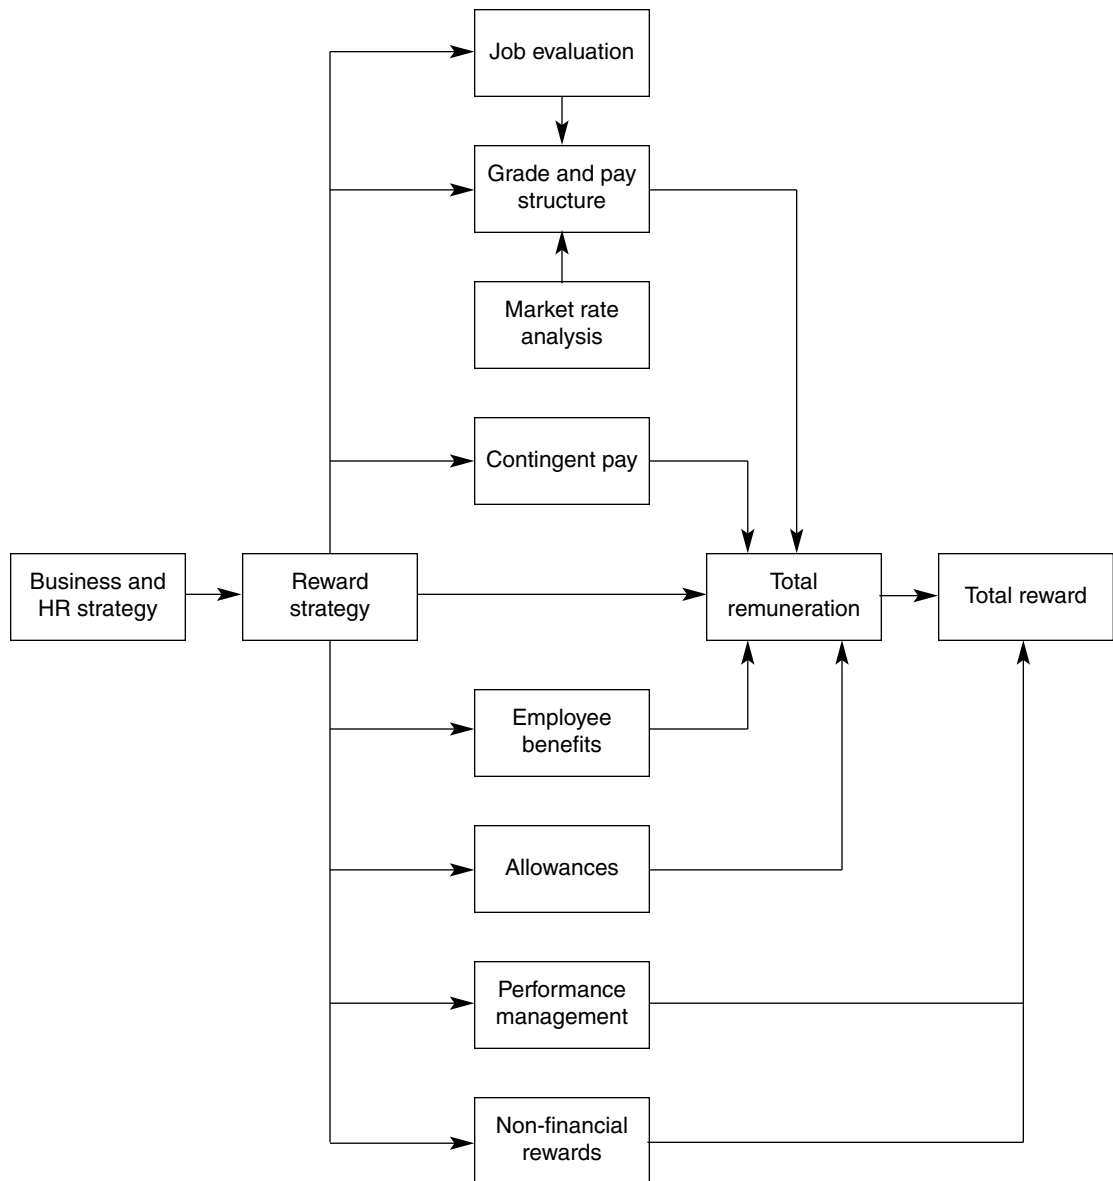 Job evaluation
Grade and pay
structure
Market rate
analysis
Contingent pay
Business and
HR strategy
Reward
strategy
Total
remuneration
Total reward
Employee
benefits
Allowances
Performance
management
Non-financial
rewards